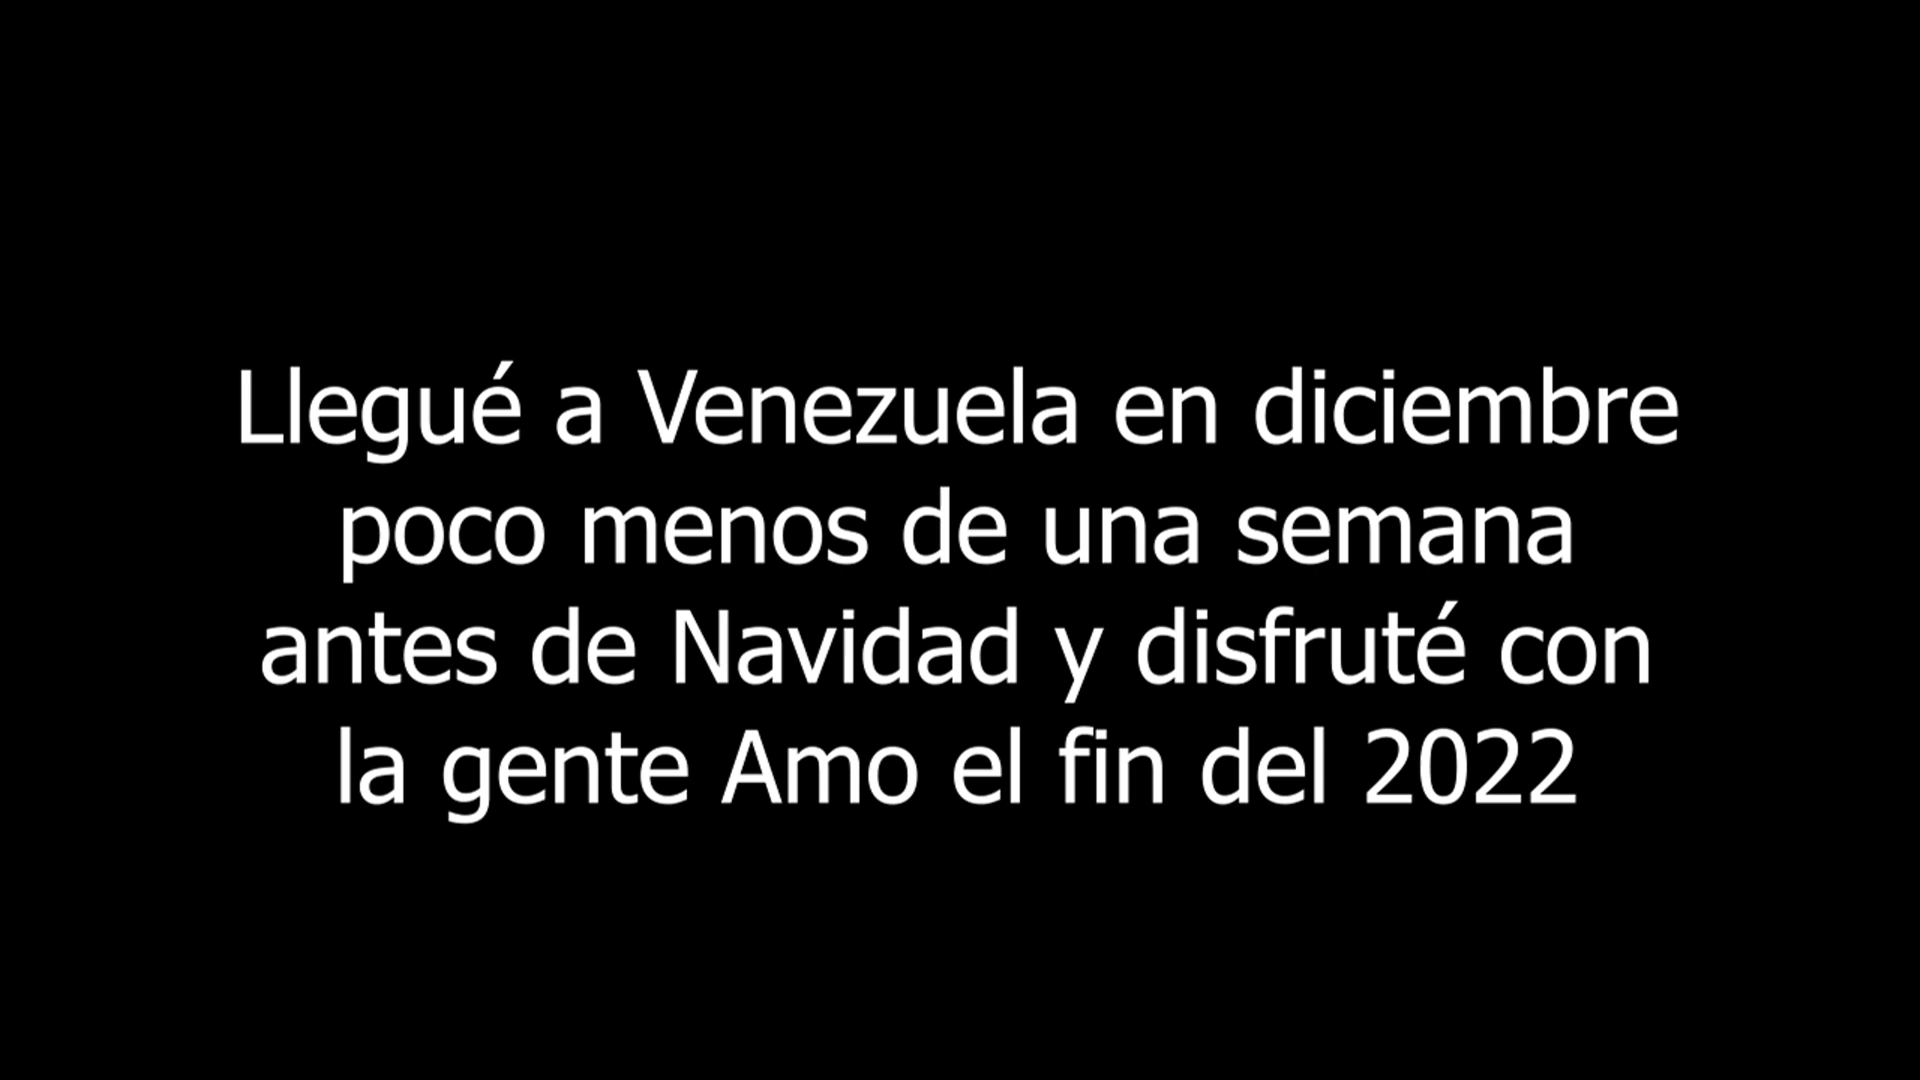 Llegué a Venezuela en diciembre
poco menos de una semana
antes de Navidad y disfruté con
la gente Amo el fin del 2022